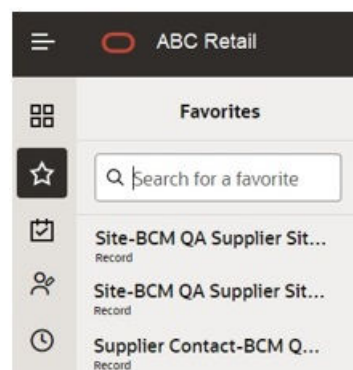 ABC Retail
Favorites
Search for a favorite
Site-BCM QA Supplier Sit...
Record
Site-BCM QA Supplier Sit...
Record
Supplier Contact-BCM Q...
Record